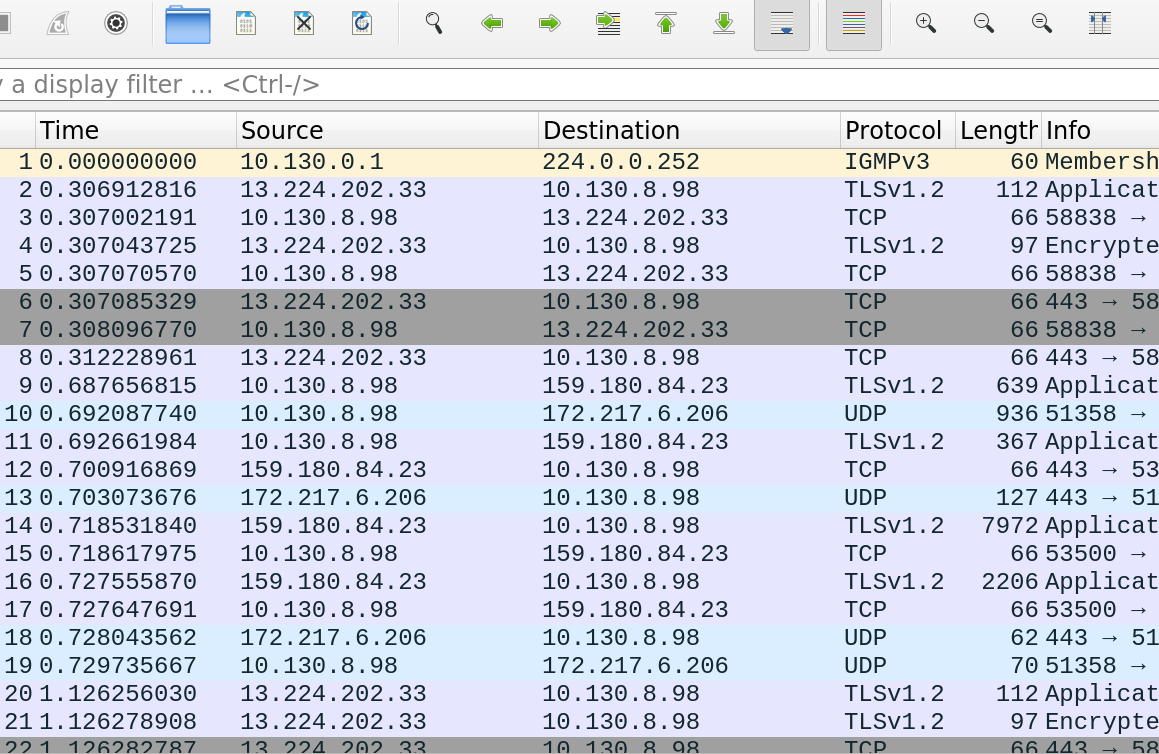 a display filter ... <Ctrl-/>
Time Source Destination Protocol Length Info
1 0.000000000 10.130.0.1 224.0.0.252 IGMPv3 60 Membersh
2 0.306912816 13.224.202.33 10.130.8.98 TLSv1.2 112 Applicat
3 0.307002191 10.130.8.98 13.224.202.33 TCP 66 58838 →
4 0.307043725 13.224.202.33 10.130.8.98 TLSv1.2 97 Encrypte
5 0.307070570 10.130.8.98 13.224.202.33 TCP 66 58838 →
6 0.307085329 13.224.202.33 10.130.8.98 TCP 66 443 → 58
7 0.308096770 10.130.8.98 13.224.202.33 TCP 66 58838 →
8 0.312228961 13.224.202.33 10.130.8.98 TCP 66 443 → 58
9 0.687656815 10.130.8.98 159.180.84.23 TLSv1.2 639 Applicat
10 0.692087740 10.130.8.98 172.217.6.206 UDP 936 51358 →
11 0.692661984 10.130.8.98 159.180.84.23 TLSv1.2 367 Applicat
12 0.700916869 159.180.84.23 10.130.8.98 TCP 66 443 → 53
13 0.703073676 172.217.6.206 10.130.8.98 UDP 127 443 → 51
14 0.718531840 159.180.84.23 10.130.8.98 TLSv1.2 7972 Applicat
15 0.718617975 10.130.8.98 159.180.84.23 TCP 66 53500 →
16 0.727555870 159.180.84.23 10.130.8.98 TLSv1.2 2206 Applicat
17 0.727647691 10.130.8.98 159.180.84.23 TCP 66 53500 →
18 0.728043562 172.217.6.206 10.130.8.98 UDP 62 443 → 51
19 0.729735667 10.130.8.98 172.217.6.206 UDP 70 51358 →
20 1.126256030 13.224.202.33 10.130.8.98 TLSv1.2 112 Applicat
21 1.126278908 13.224.202.33 10.130.8.98 TLSv1.2 97 Encrypte
22 1.126282787 13.224.202.33 10.130.8.98 TCP 66 443 → 58